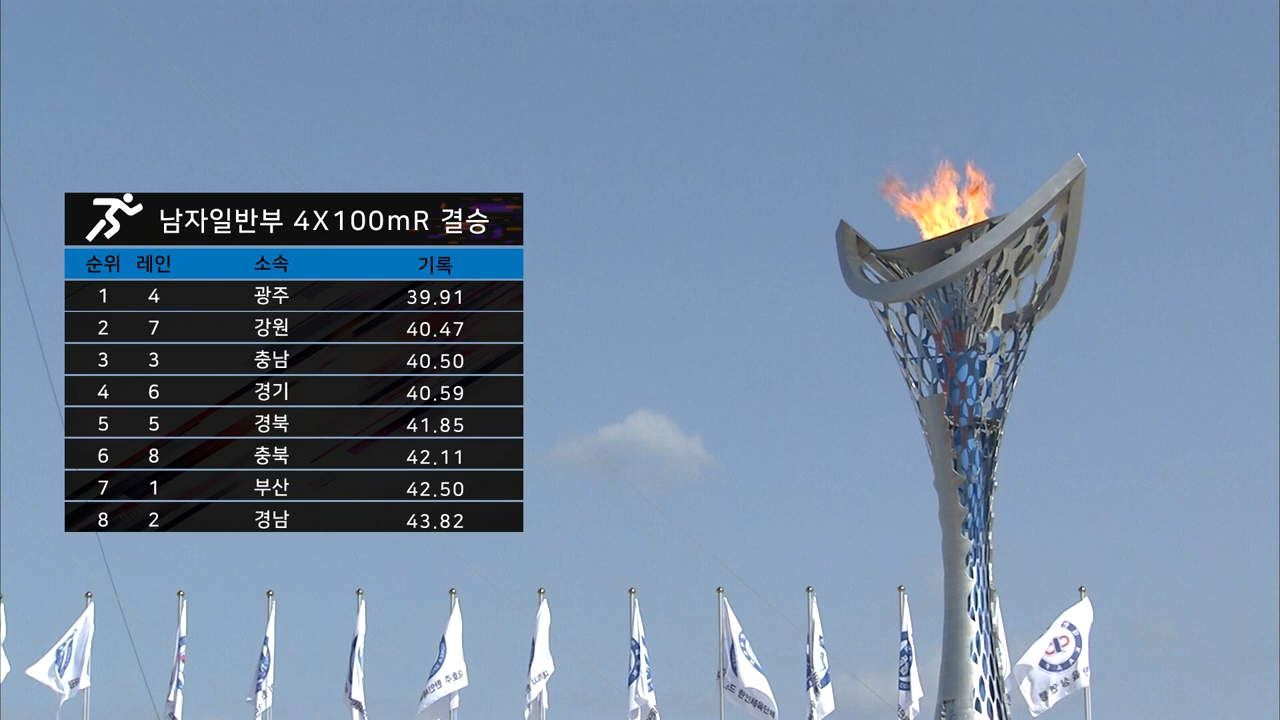 남자일반부 4X100mR 결승
순위 레인 소속 기록
1 4 광주 39.91
2 7 강원 40.47
3 3 충남 40.50
4 6 경기 40.59
5 5 경북 41.85
6 8 충북 42.11
7 1 부산 42.50
8 2 경남 43.82